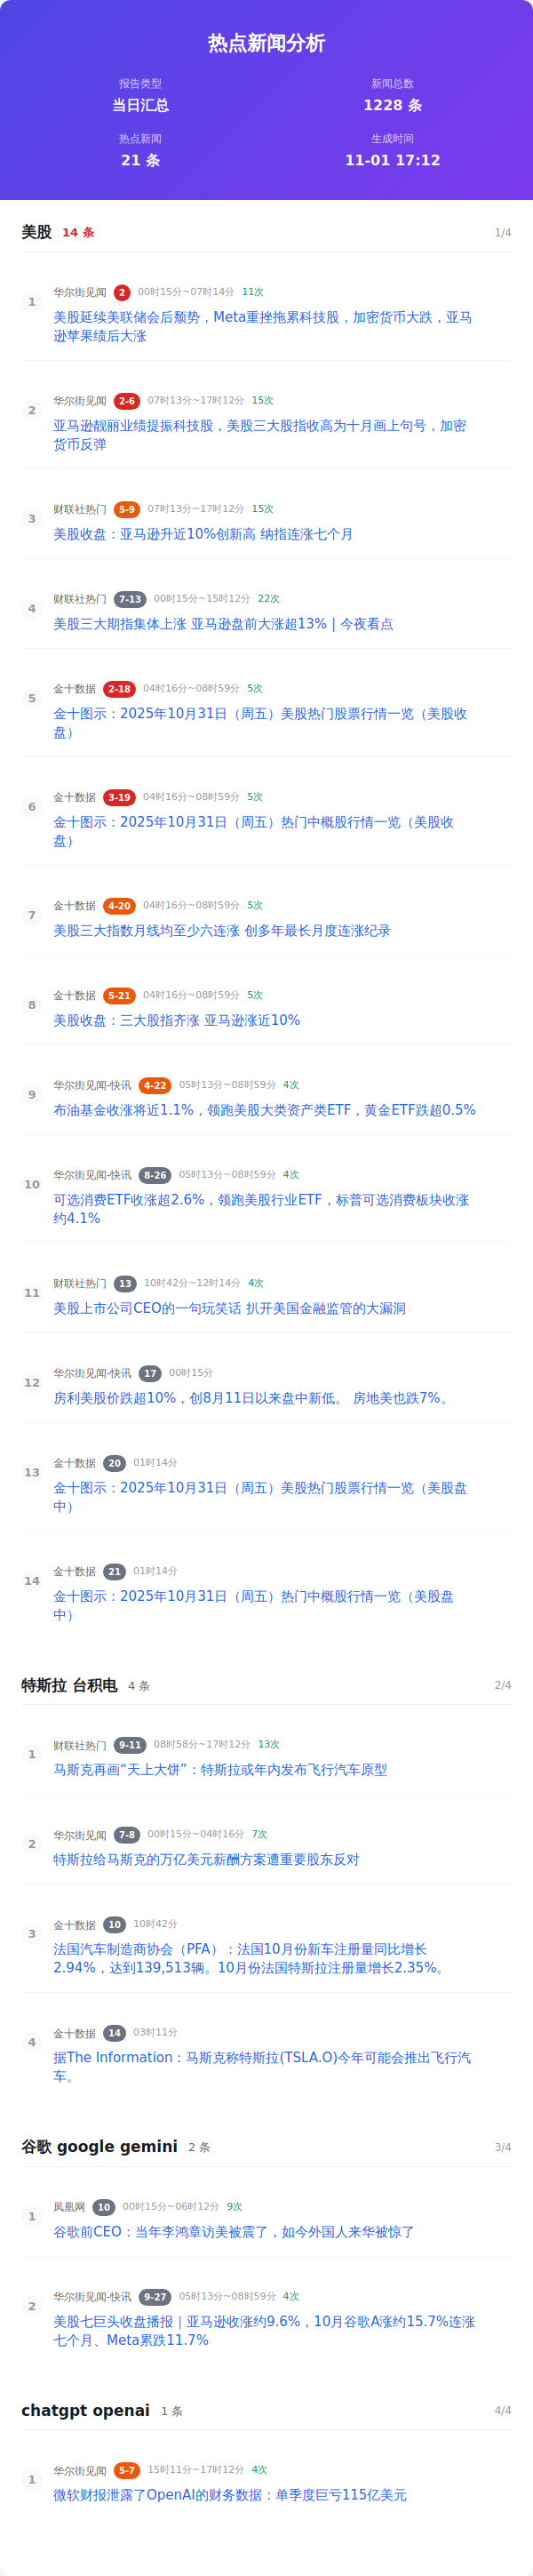 热点新闻分析
报告类型 新闻总数
当日汇总 1228 条
热点新闻 生成时间
21 条 11-01 17:12
美股 14 条 1/4
华尔街见闻 2 00时15分~07时14分 11次
1
美股延续美联储会后颓势，Meta重挫拖累科技股，加密货币大跌，亚马
逊苹果绩后大涨
华尔街见闻 2-6 07时13分~17时12分 15次
2
亚马逊靓丽业绩提振科技股，美股三大股指收高为十月画上句号，加密
货币反弹
财联社热门 5-9 07时13分~17时12分 15次
3
美股收盘：亚马逊升近10%创新高 纳指连涨七个月
财联社热门 7-13 00时15分~15时12分 22次
4
美股三大期指集体上涨 亚马逊盘前大涨超13% | 今夜看点
金十数据 2-18 04时16分~08时59分 5次
5
金十图示：2025年10月31日（周五）美股热门股票行情一览（美股收
盘）
金十数据 3-19 04时16分~08时59分 5次
6
金十图示：2025年10月31日（周五）热门中概股行情一览（美股收
盘）
金十数据 4-20 04时16分~08时59分 5次
7
美股三大指数月线均至少六连涨 创多年最长月度连涨纪录
金十数据 5-21 04时16分~08时59分 5次
8
美股收盘：三大股指齐涨 亚马逊涨近10%
华尔街见闻-快讯 4-22 05时13分~08时59分 4次
9
布油基金收涨将近1.1%，领跑美股大类资产类ETF，黄金ETF跌超0.5%
华尔街见闻-快讯 8-26 05时13分~08时59分 4次
10
可选消费ETF收涨超2.6%，领跑美股行业ETF，标普可选消费板块收涨
约4.1%
财联社热门 13 10时42分~12时14分 4次
11
美股上市公司CEO的一句玩笑话 扒开美国金融监管的大漏洞
华尔街见闻-快讯 17 00时15分
12
房利美股价跌超10%，创8月11日以来盘中新低。 房地美也跌7%。
金十数据 20 01时14分
13
金十图示：2025年10月31日（周五）美股热门股票行情一览（美股盘
中）
金十数据 21 01时14分
14
金十图示：2025年10月31日（周五）热门中概股行情一览（美股盘
中）
特斯拉 台积电 4 条 2/4
财联社热门 9-11 08时58分~17时12分 13次
1
马斯克再画“天上大饼”：特斯拉或年内发布飞行汽车原型
华尔街见闻 7-8 00时15分~04时16分 7次
2
特斯拉给马斯克的万亿美元薪酬方案遭重要股东反对
金十数据 10 10时42分
3
法国汽车制造商协会（PFA）：法国10月份新车注册量同比增长
2.94%，达到139,513辆。10月份法国特斯拉注册量增长2.35%。
金十数据 14 03时11分
4
据The Information：马斯克称特斯拉(TSLA.O)今年可能会推出飞行汽
车。
谷歌 google gemini 2 条 3/4
凤凰网 10 00时15分~06时12分 9次
1
谷歌前CEO：当年李鸿章访美被震了，如今外国人来华被惊了
华尔街见闻-快讯 9-27 05时13分~08时59分 4次
2
美股七巨头收盘播报｜亚马逊收涨约9.6%，10月谷歌A涨约15.7%连涨
七个月、Meta累跌11.7%
chatgpt openai 1 条 4/4
华尔街见闻 5-7 15时11分~17时12分 4次
1
微软财报泄露了OpenAI的财务数据：单季度巨亏115亿美元